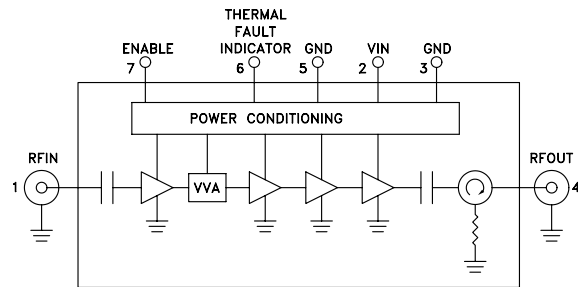 THERMAL
FAULT
ENABLE INDICATOR GND VIN GND
7 6 5 2 3
POWER CONDITIONING
RFIN RFOUT
1 VVA 4